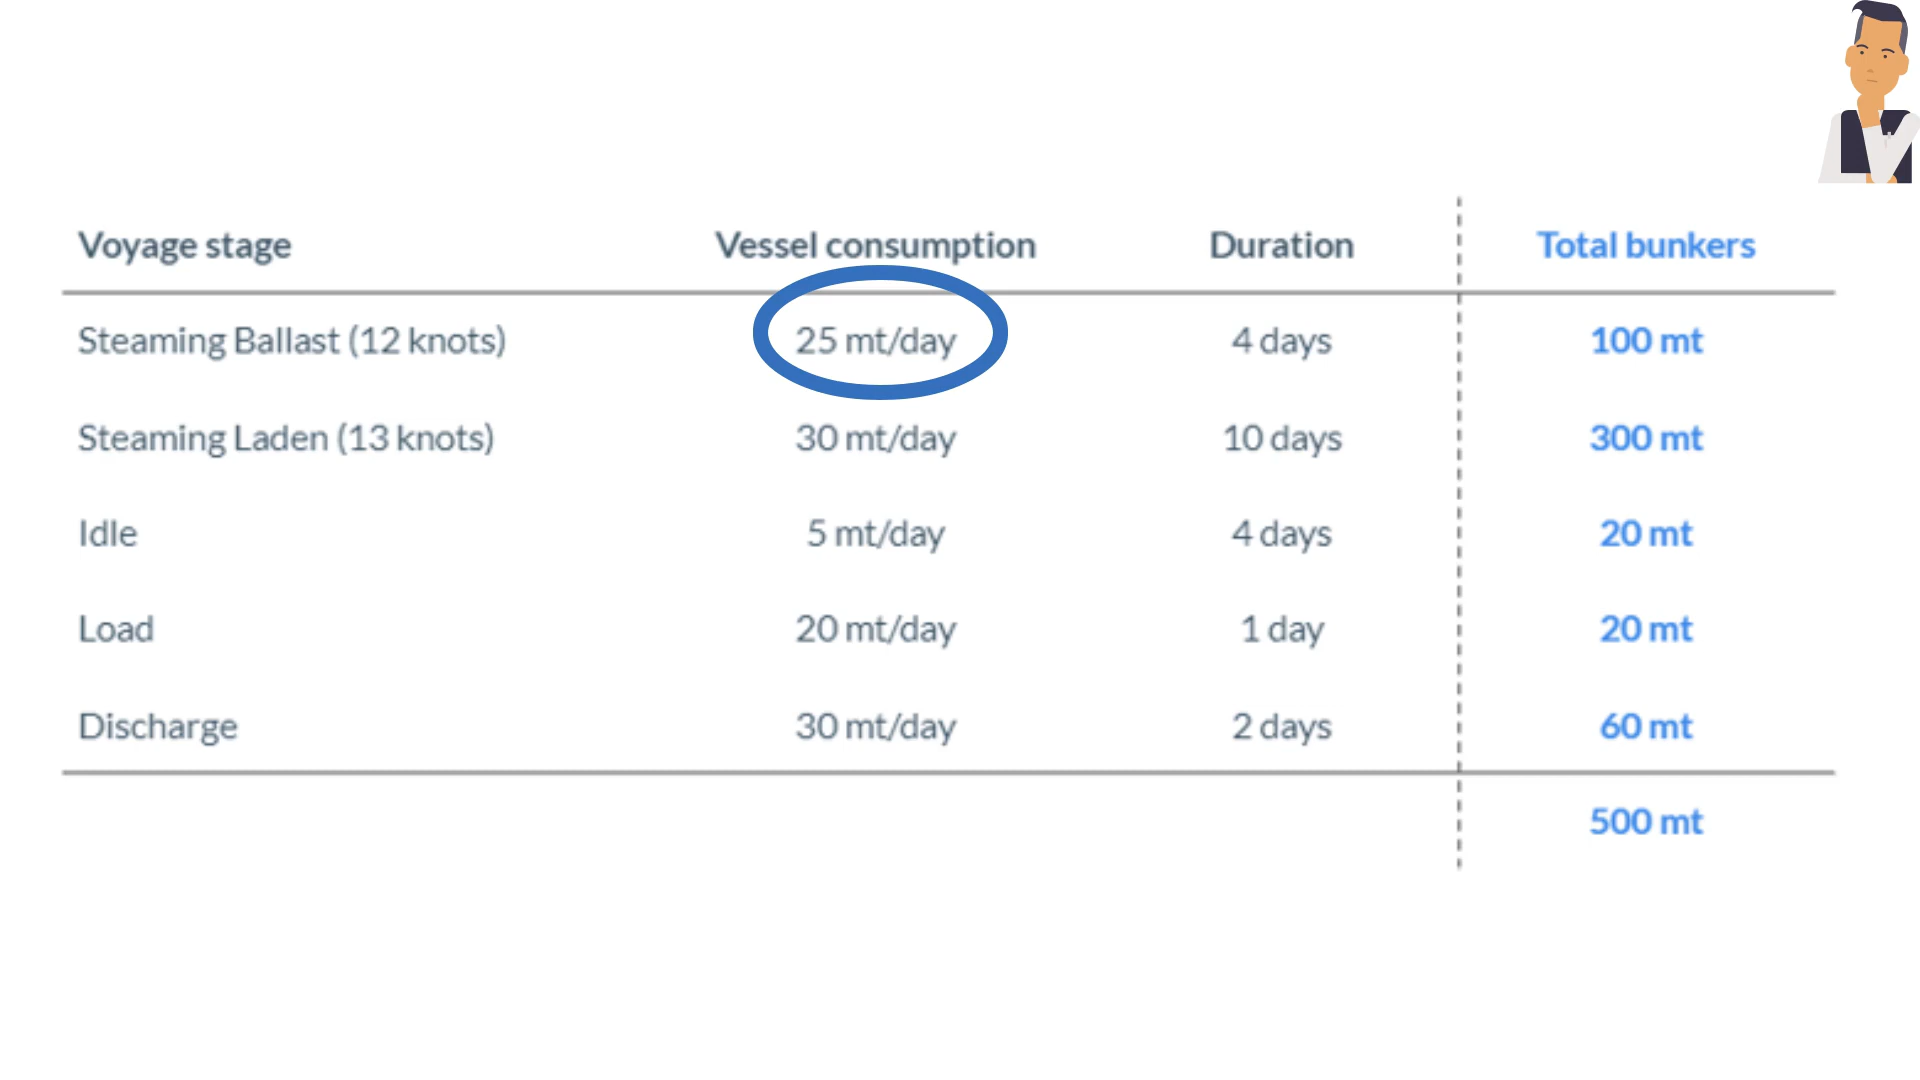 Voyage stage Vessel consumption Duration Total bunkers
Steaming Ballast (12 knots) 25 mt/day 4 days 100 mt
Steaming Laden (13 knots) 30 mt/day 10 days 300 mt
Idle 5 mt/day 4 days 20 mt
Load 20 mt/day 1 day 20 mt
Discharge 30 mt/day 2 days 60 mt
500 mt